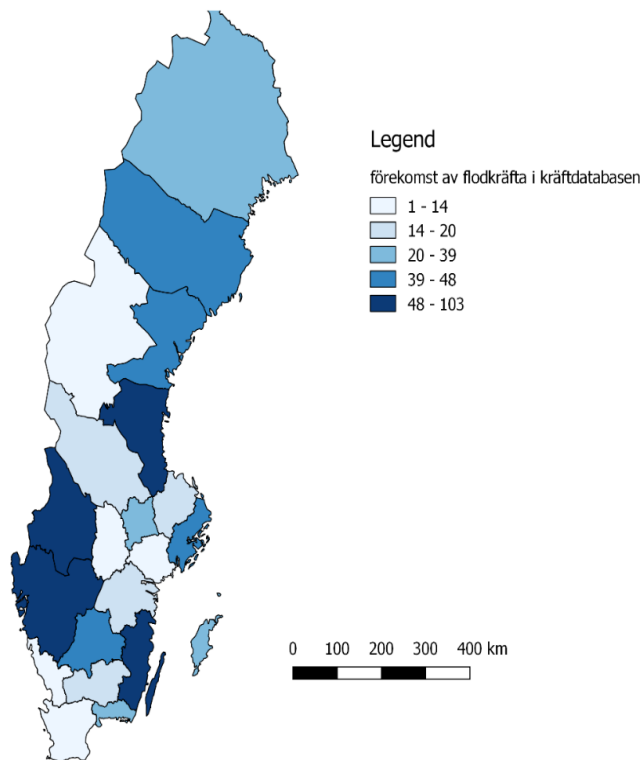 Legend
förekomst av flodkräfta i kräftdatabasen
1 - 14
14 - 20
20 - 39
39 - 48
48 - 103
0 100 200 300 400 km